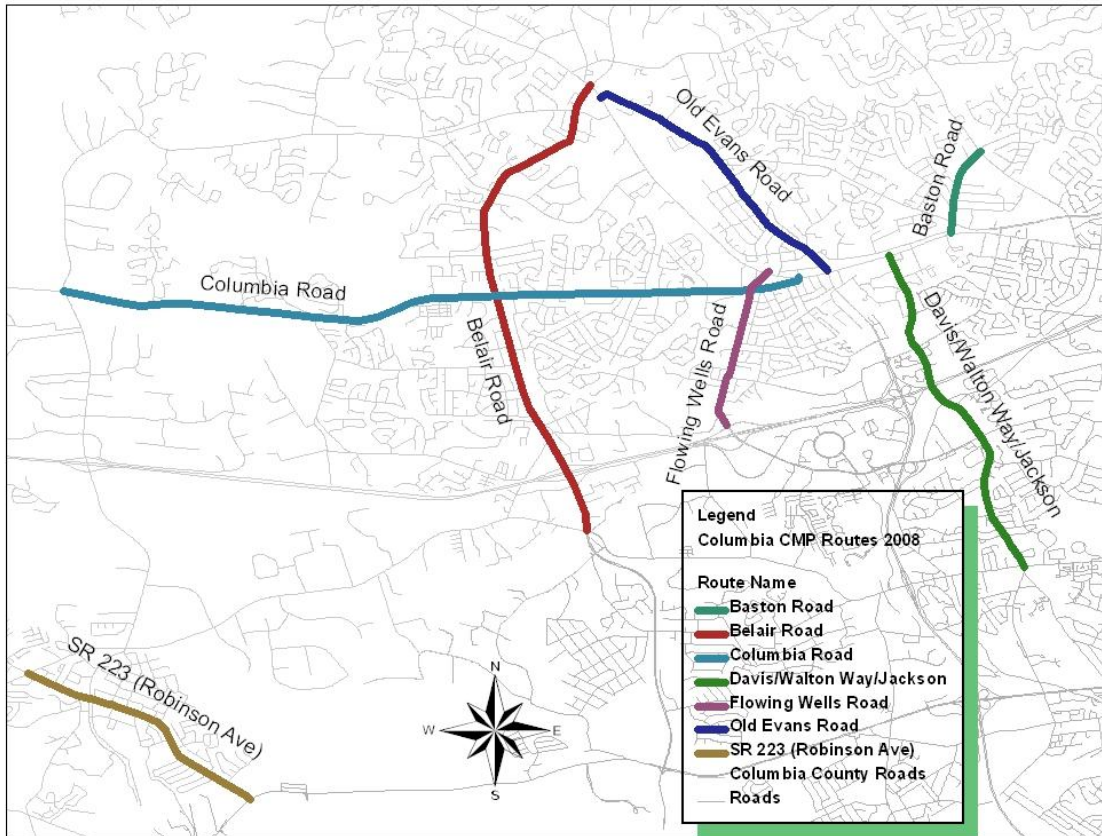 Old Evans Road
Baston Road
Columbia Road
Belair Road
Flowing Wells Road
Davis/Walton Way/Jackson
SR 223 (Robinson Ave)
N
W
E
S
Legend
Columbia CMP Routes 2008
Route Name
Baston Road
Belair Road
Columbia Road
Davis/Walton Way/Jackson
Flowing Wells Road
Old Evans Road
SR 223 (Robinson Ave)
Columbia County Roads
Roads